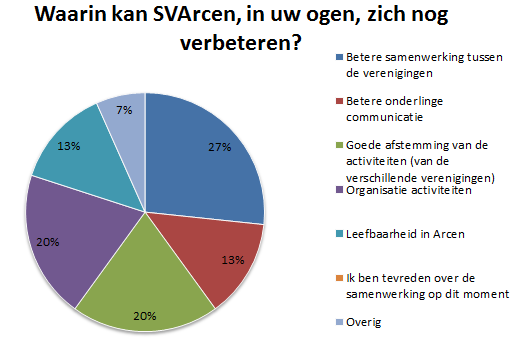 Waarin kan SVArcen, in uw ogen, zich nog
verbeteren?
Betere samenwerking tussen
de verenigingen
Betere onderlinge
communicatie
Goede afstemming van de
activiteiten (van de
verschillende verenigingen)
Organisatie activiteiten
Leefbaarheid in Arcen
Ik ben tevreden over de
samenwerking op dit moment
Overig
27%
13%
20%
20%
13%
7%